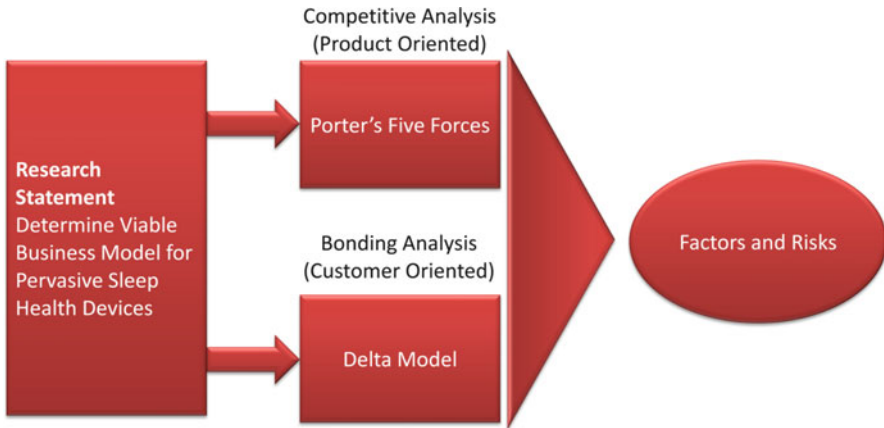 Research
Statement
Determine Viable
Business Model for
Pervasive Sleep
Health Devices
Competitive Analysis
(Product Oriented)
Porter’s Five Forces
Bonding Analysis
(Customer Oriented)
Delta Model
Factors and Risks